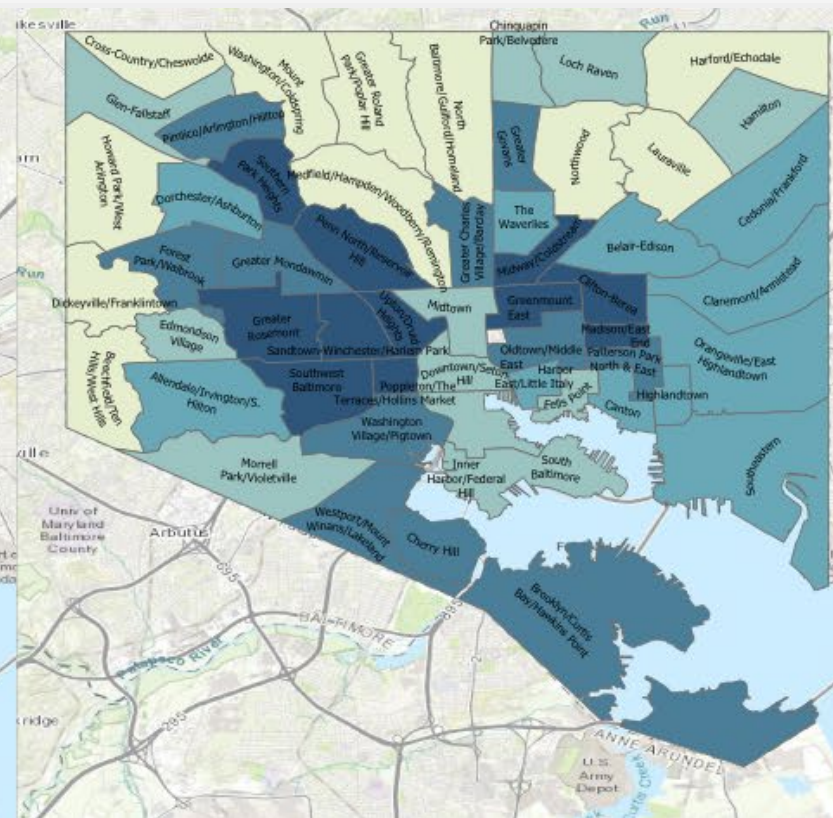 Chinquapin
Park/Belvedere
Run
Cross-Country/Cheswolde
Mount
Washington/Coldspring
Greater Roland
Park/Poplar Hill
North
Baltimore/Guilford/Homeland
Loch Raven
Harford/Echodale
Glen-Fallstaff
Pimlico/Arlington/Hilltop
Greater
Govans
Northwood
Lauraville
Hamilton
Howard Park/West
Arlington
Southern
Park Heights
Medfield/Hampden/Woodberry/Remington
Cedonia/Frankford
Dorchester/Ashburton
Penn North/Reservoir
Hill
Greater Charles
Village/Barclay
The
Waverlies
Belair-Edison
Forest
Park/Walbrook
Greater Mondawmin
Midway/Coldstream
Claremont/Armistead
Run
Dickeyville/Franklintown
Greater
Rosemont
Upton/Druid
Heights
Midtown
Greenmount
East
Clifton-Berea
Edmondson
Village
Sandtown-Winchester/Harlem Park
Madison/East
End
Orangeville/East
Highlandtown
Beechfield/Ten
Hills/West Hills
Oldtown/Middle
East
Patterson Park
North & East
Allendale/Irvington/S.
Hilton
Southwest
Baltimore
Poppleton/The
Terraces/Hollins Market
Downtown/Seton
Hill
Harbor
East/Little Italy
Highlandtown
Fells Point
Canton
Washington
Village/Pigtown
Morrell
Park/Violetville
Inner
Harbor/Federal
Hill
South
Baltimore
Southeastern
Univ of
Maryland
Baltimore
County
Arbutus
Westport/Mount
Winans/Lakeland
Cherry Hill
695
895
Brooklyn/Curtis
Bay/Hawkins Point
BALTIMORE
Patapsco River
2
295
695
ANNE ARUNDEL
U.S.
Army
Depot
Curtis Creek